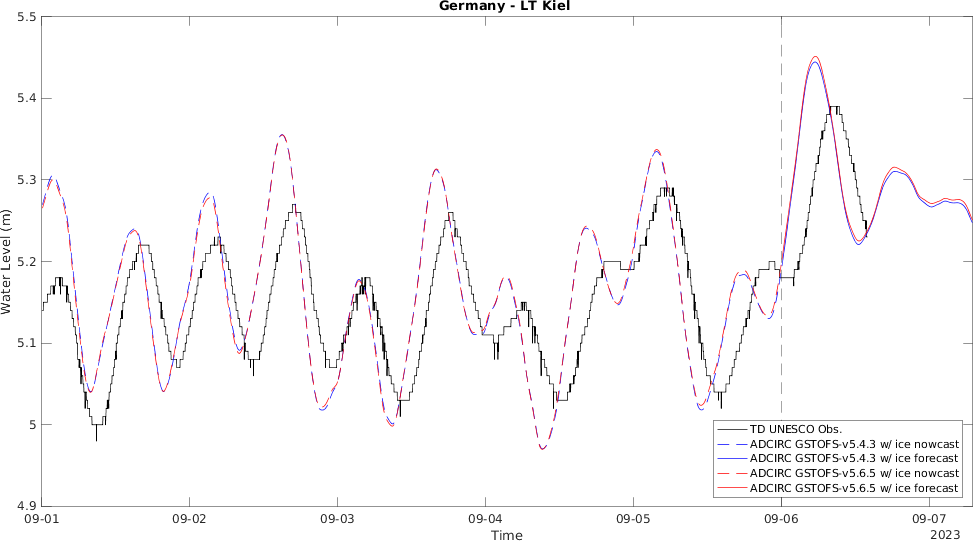 Germany - LT Kiel
5.5
5.4
5.3
5.2
5.1
5
4.9
Water Level (m)
TD UNESCO Obs.
ADCIRC GSTOFS-v5.4.3 w/ ice nowcast
ADCIRC GSTOFS-v5.4.3 w/ ice forecast
ADCIRC GSTOFS-v5.6.5 w/ ice nowcast
ADCIRC GSTOFS-v5.6.5 w/ ice forecast
09-01 09-02 09-03 09-04 09-05 09-06 09-07
Time
2023